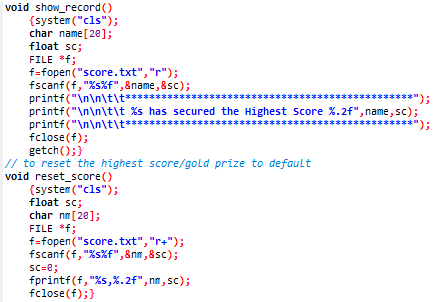 void show_record()
{system("cls");
char name[20];
float sc;
FILE *f;
f=fopen("score.txt","r");
fscanf(f,"%s%f",&name,&sc);
printf("\n\n\t\t*************************************************");
printf("\n\n\t\t %s has secured the Highest Score %.2f",name,sc);
printf("\n\n\t\t*************************************************");
fclose(f);
getch();}
// to reset the highest score/gold prize to default
void reset_score()
{system("cls");
float sc;
char nm[20];
FILE *f;
f=fopen("score.txt","r+");
fscanf(f,"%s%f",&nm,&sc);
sc=0;
fprintf(f,"%s,%.2f",nm,sc);
fclose(f);}